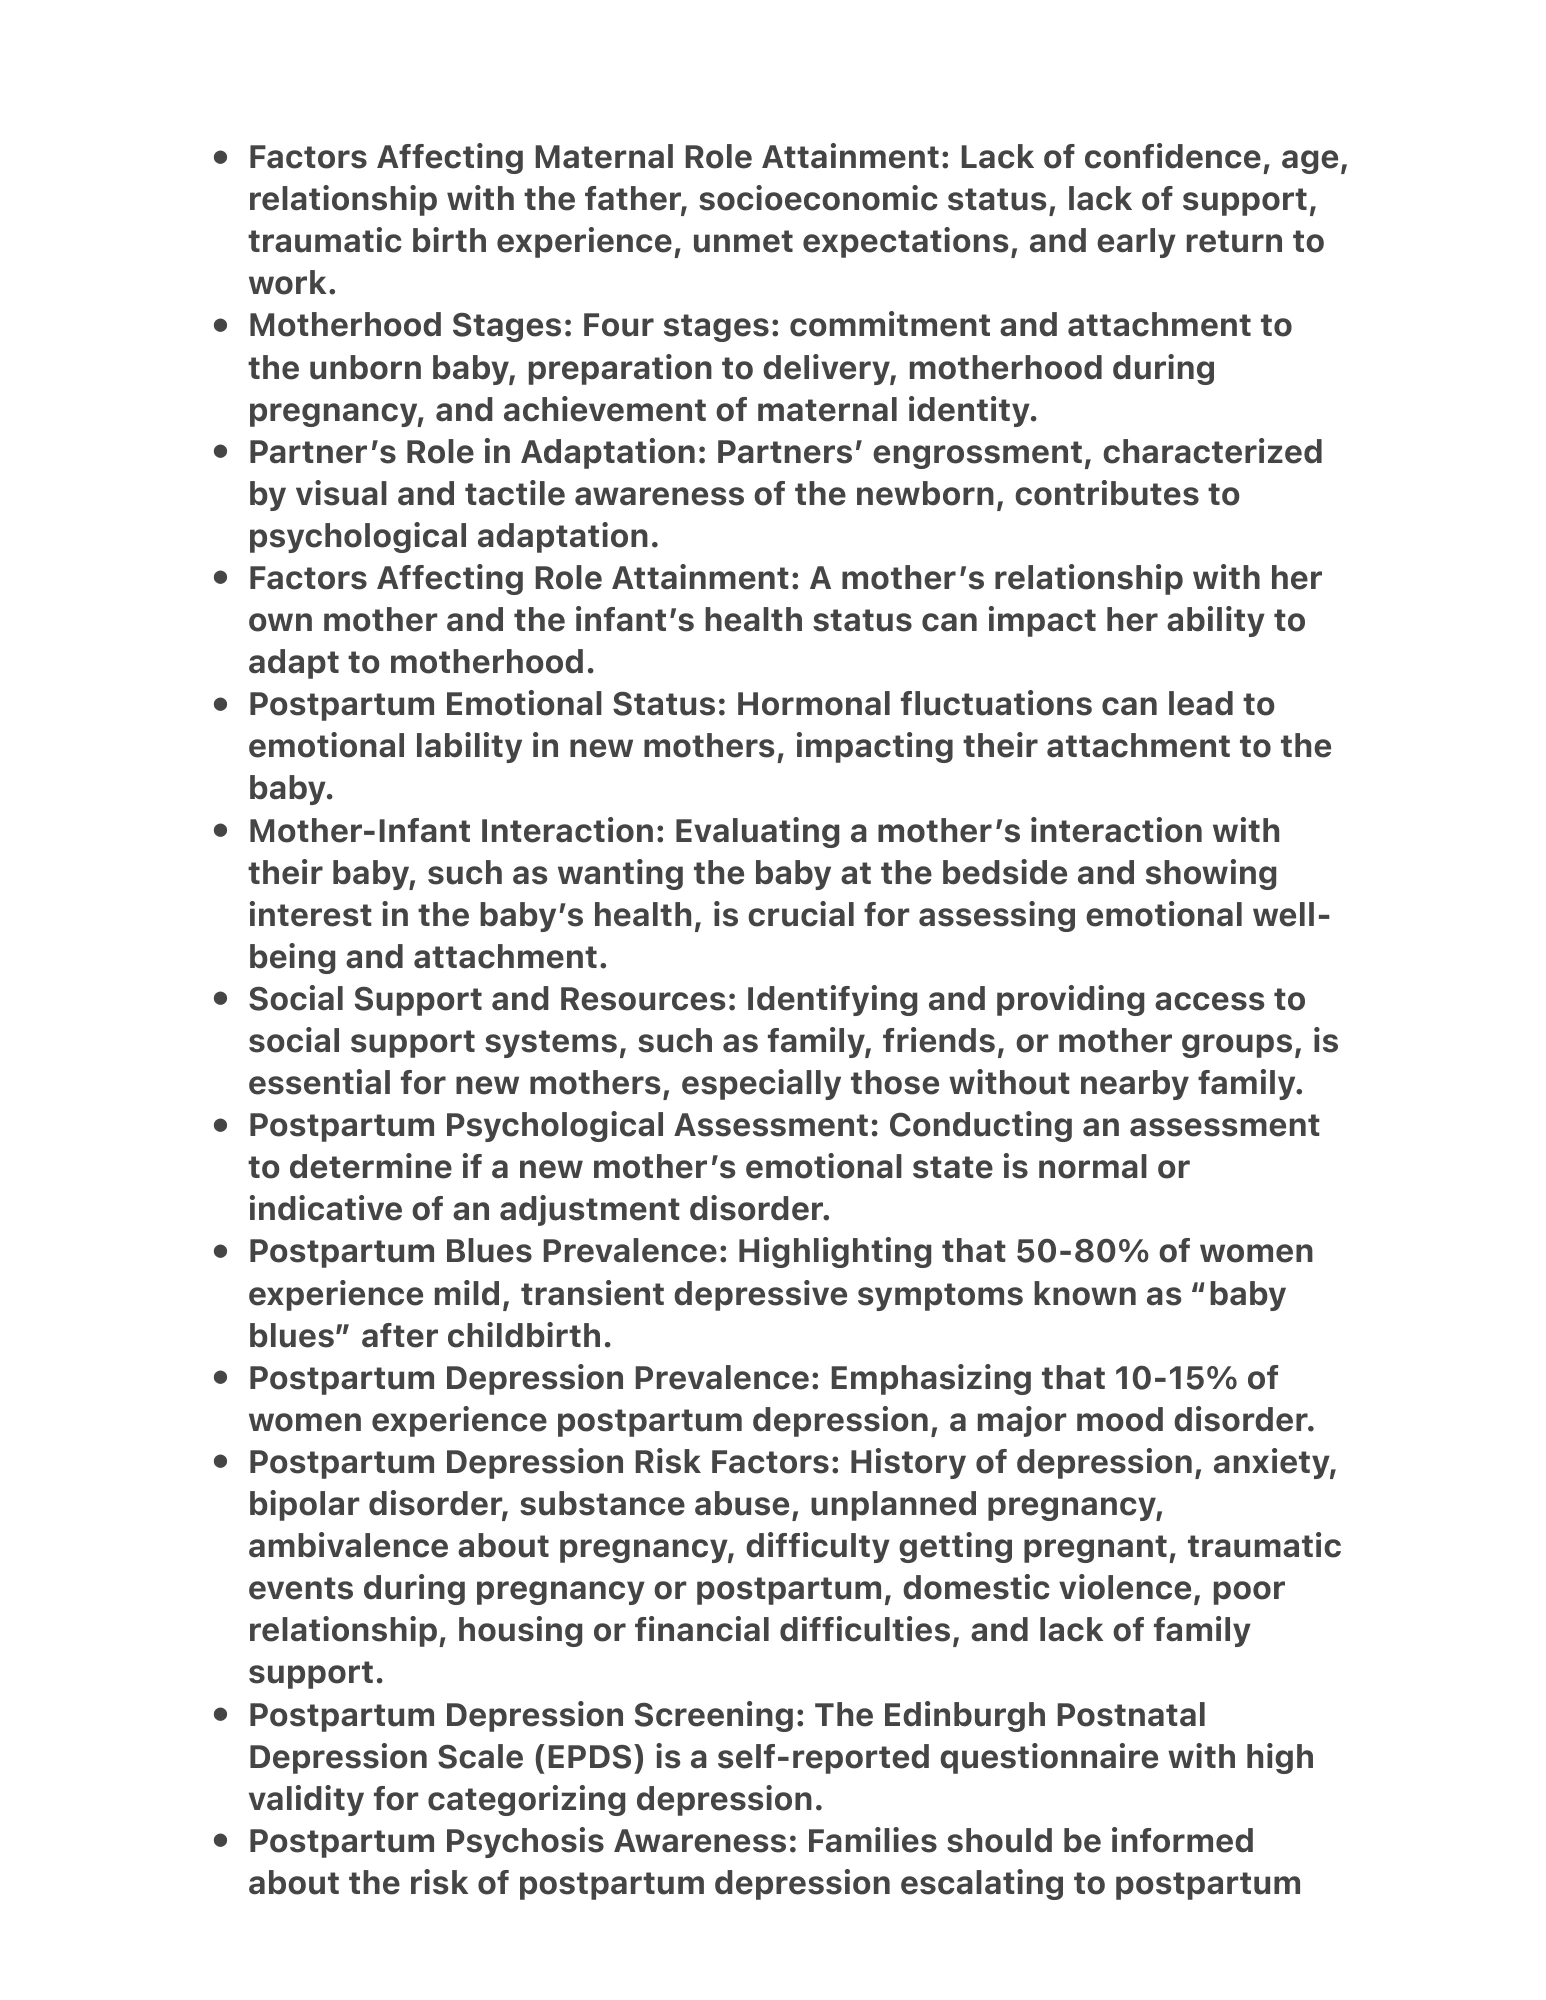 • Factors Affecting Maternal Role Attainment: Lack of confidence, age,
relationship with the father, socioeconomic status, lack of support,
traumatic birth experience, unmet expectations, and early return to
work.
• Motherhood Stages: Four stages: commitment and attachment to
the unborn baby, preparation to delivery, motherhood during
pregnancy, and achievement of maternal identity.
• Partner’s Role in Adaptation: Partners’ engrossment, characterized
by visual and tactile awareness of the newborn, contributes to
psychological adaptation.
• Factors Affecting Role Attainment: A mother’s relationship with her
own mother and the infant’s health status can impact her ability to
adapt to motherhood.
• Postpartum Emotional Status: Hormonal fluctuations can lead to
emotional lability in new mothers, impacting their attachment to the
baby.
• Mother-Infant Interaction: Evaluating a mother’s interaction with
their baby, such as wanting the baby at the bedside and showing
interest in the baby’s health, is crucial for assessing emotional well-
being and attachment.
• Social Support and Resources: Identifying and providing access to
social support systems, such as family, friends, or mother groups, is
essential for new mothers, especially those without nearby family.
• Postpartum Psychological Assessment: Conducting an assessment
to determine if a new mother’s emotional state is normal or
indicative of an adjustment disorder.
• Postpartum Blues Prevalence: Highlighting that 50-80% of women
experience mild, transient depressive symptoms known as “baby
blues” after childbirth.
• Postpartum Depression Prevalence: Emphasizing that 10-15% of
women experience postpartum depression, a major mood disorder.
• Postpartum Depression Risk Factors: History of depression, anxiety,
bipolar disorder, substance abuse, unplanned pregnancy,
ambivalence about pregnancy, difficulty getting pregnant, traumatic
events during pregnancy or postpartum, domestic violence, poor
relationship, housing or financial difficulties, and lack of family
support.
• Postpartum Depression Screening: The Edinburgh Postnatal
Depression Scale (EPDS) is a self-reported questionnaire with high
validity for categorizing depression.
• Postpartum Psychosis Awareness: Families should be informed
about the risk of postpartum depression escalating to postpartum